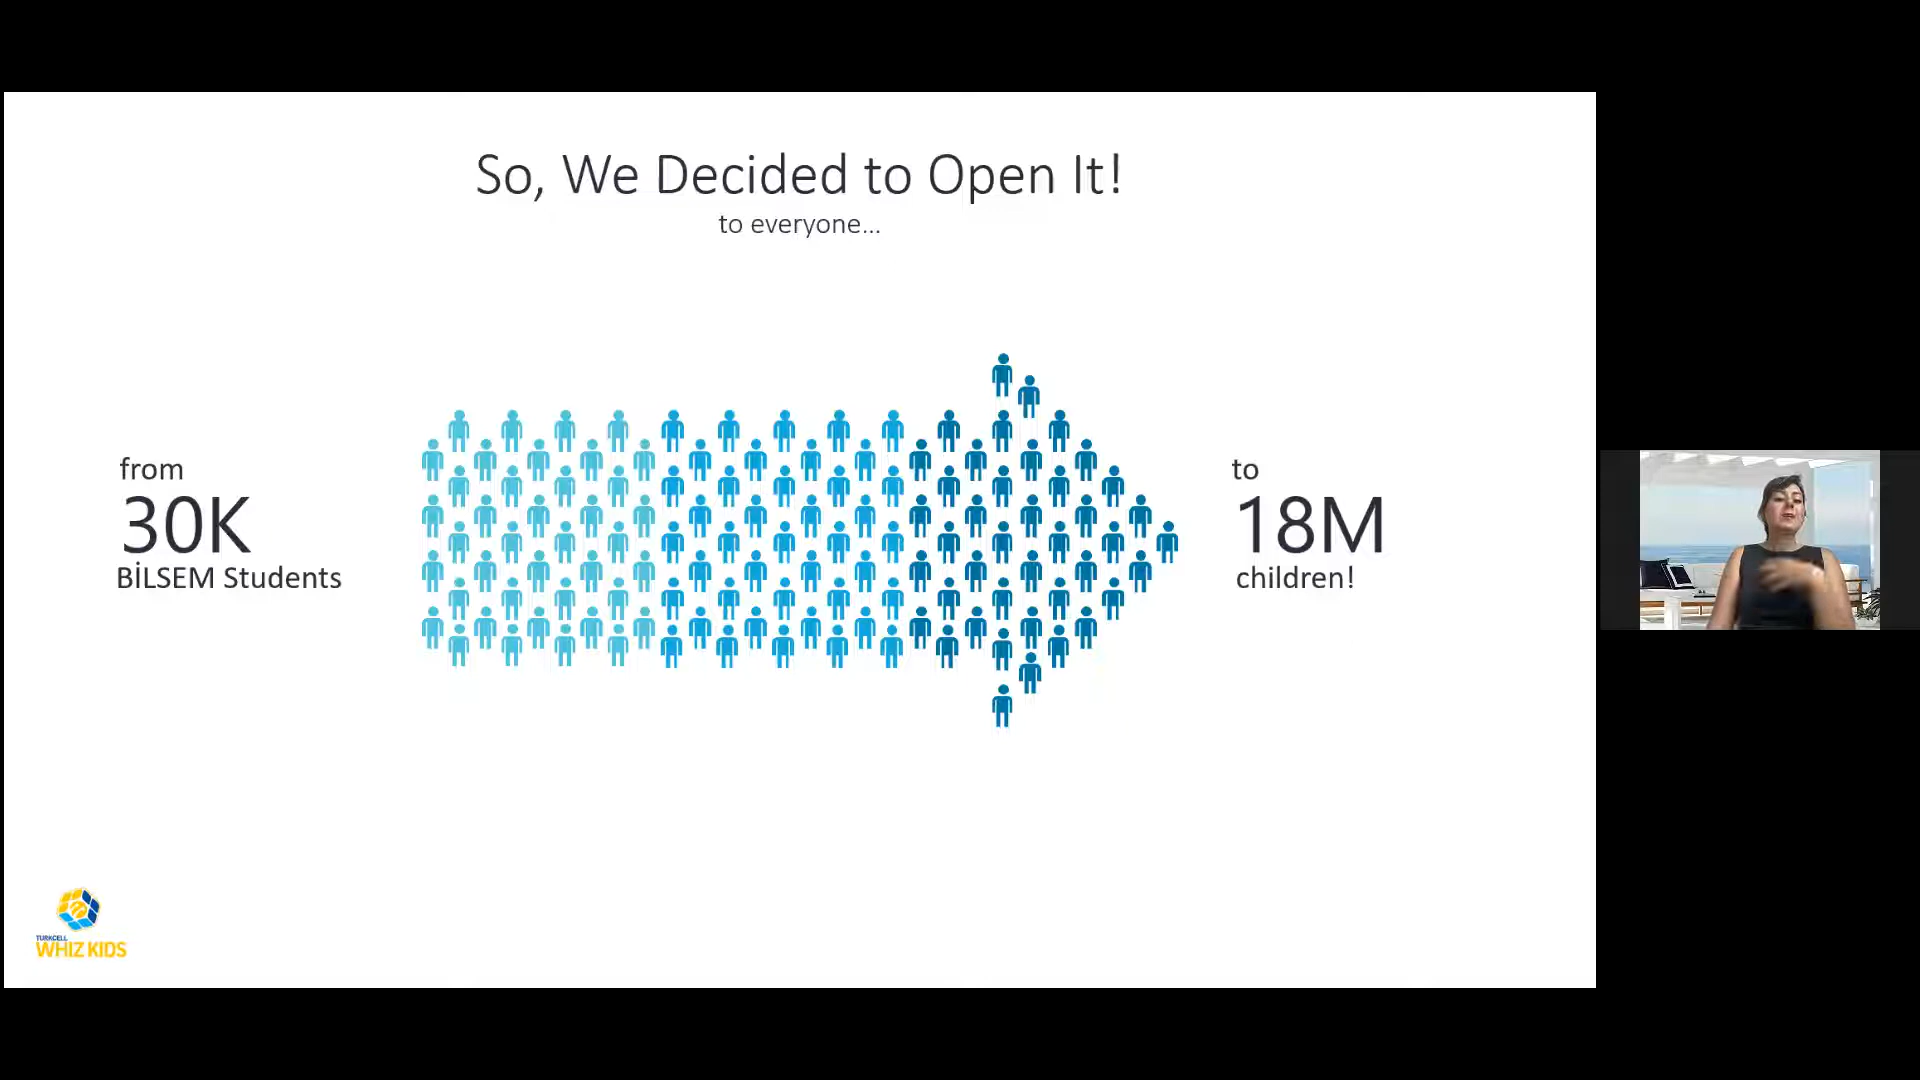 So, We Decided to Open It!
to everyone...
from
30K
BİLSEM Students
to
18M
children!
TURKCELL
WHIZ KIDS